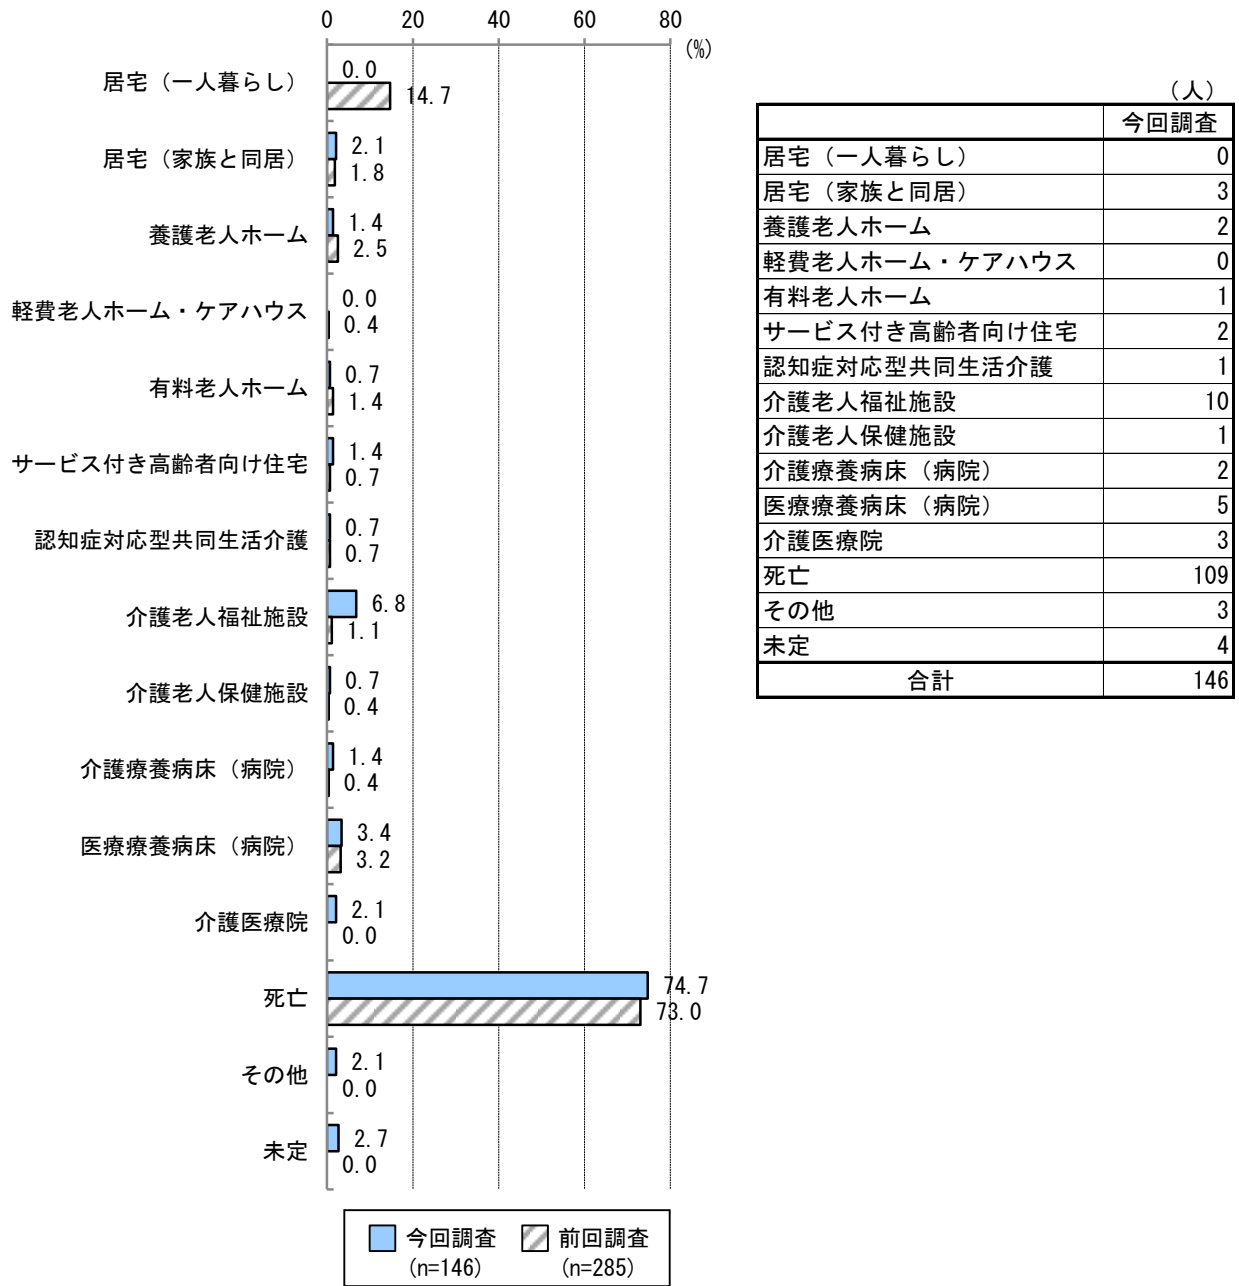 0 20 40 60 80
(%)
居宅（一人暮らし） 0.0
14.7
居宅（家族と同居） 2.1
1.8
養護老人ホーム 1.4
2.5
軽費老人ホーム・ケアハウス 0.0
0.4
有料老人ホーム 0.7
1.4
サービス付き高齢者向け住宅 1.4
0.7
認知症対応型共同生活介護 0.7
0.7
介護老人福祉施設 6.8
1.1
介護老人保健施設 0.7
0.4
介護療養病床（病院） 1.4
0.4
医療療養病床（病院） 3.4
3.2
介護医療院 2.1
0.0
死亡 74.7
73.0
その他 2.1
0.0
未定 2.7
0.0
今回調査 前回調査
(n=146) (n=285)
（人）
今回調査
居宅（一人暮らし） 0
居宅（家族と同居） 3
養護老人ホーム 2
軽費老人ホーム・ケアハウス 0
有料老人ホーム 1
サービス付き高齢者向け住宅 2
認知症対応型共同生活介護 1
介護老人福祉施設 10
介護老人保健施設 1
介護療養病床（病院） 2
医療療養病床（病院） 5
介護医療院 3
死亡 109
その他 3
未定 4
合計 146